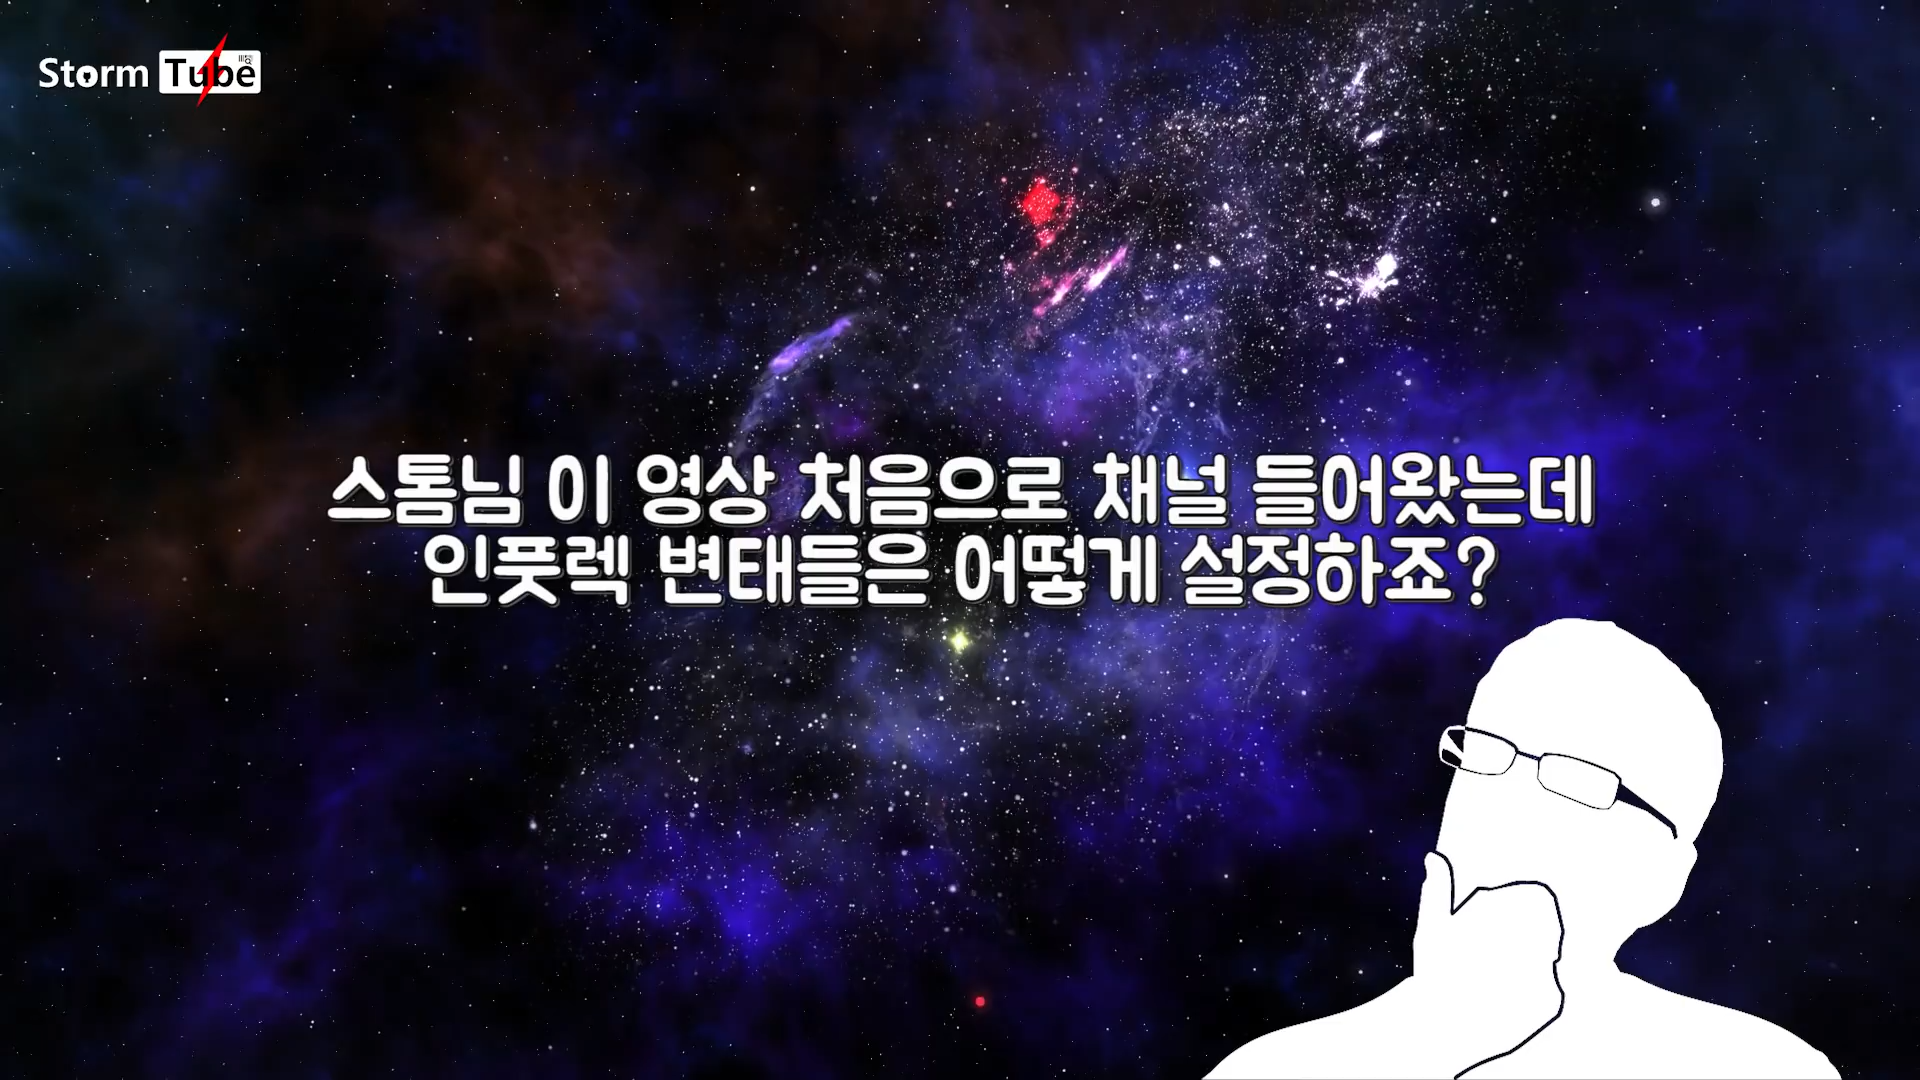 Storm Tube
스톰님 이 영상 처음으로 채널 들어왔는데
인풋렉 변태들은 어떻게 설정하죠?